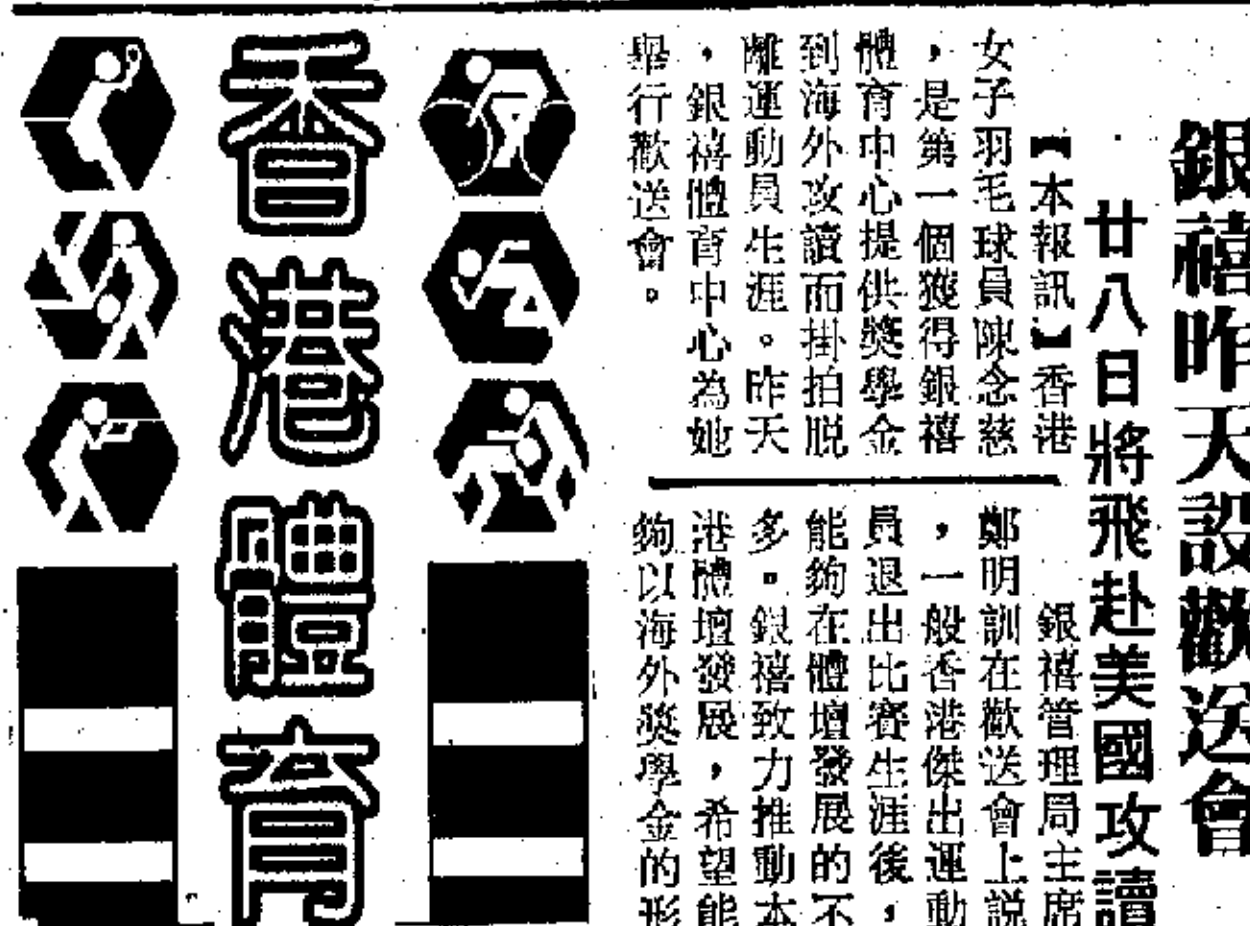 銀禧昨天設歡送會
廿八日將飛赴美國攻讀
【本報訊】香港
女子羽毛球員陳念慈
，是第一個獲得銀禧
體育中心提供獎學金
到海外攻讀而掛拍脱
離運動員生涯。昨天
，銀禧體育中心為她
舉行歡送會。
銀禧管理局主席
鄭明訓在歡送會上説
，一般香港傑出運動
員退出比賽生涯後，
能夠在體壇發展的不
多。銀禧致力推動本
港體壇發展，希望能
夠以海外獎學金的形
香港體育